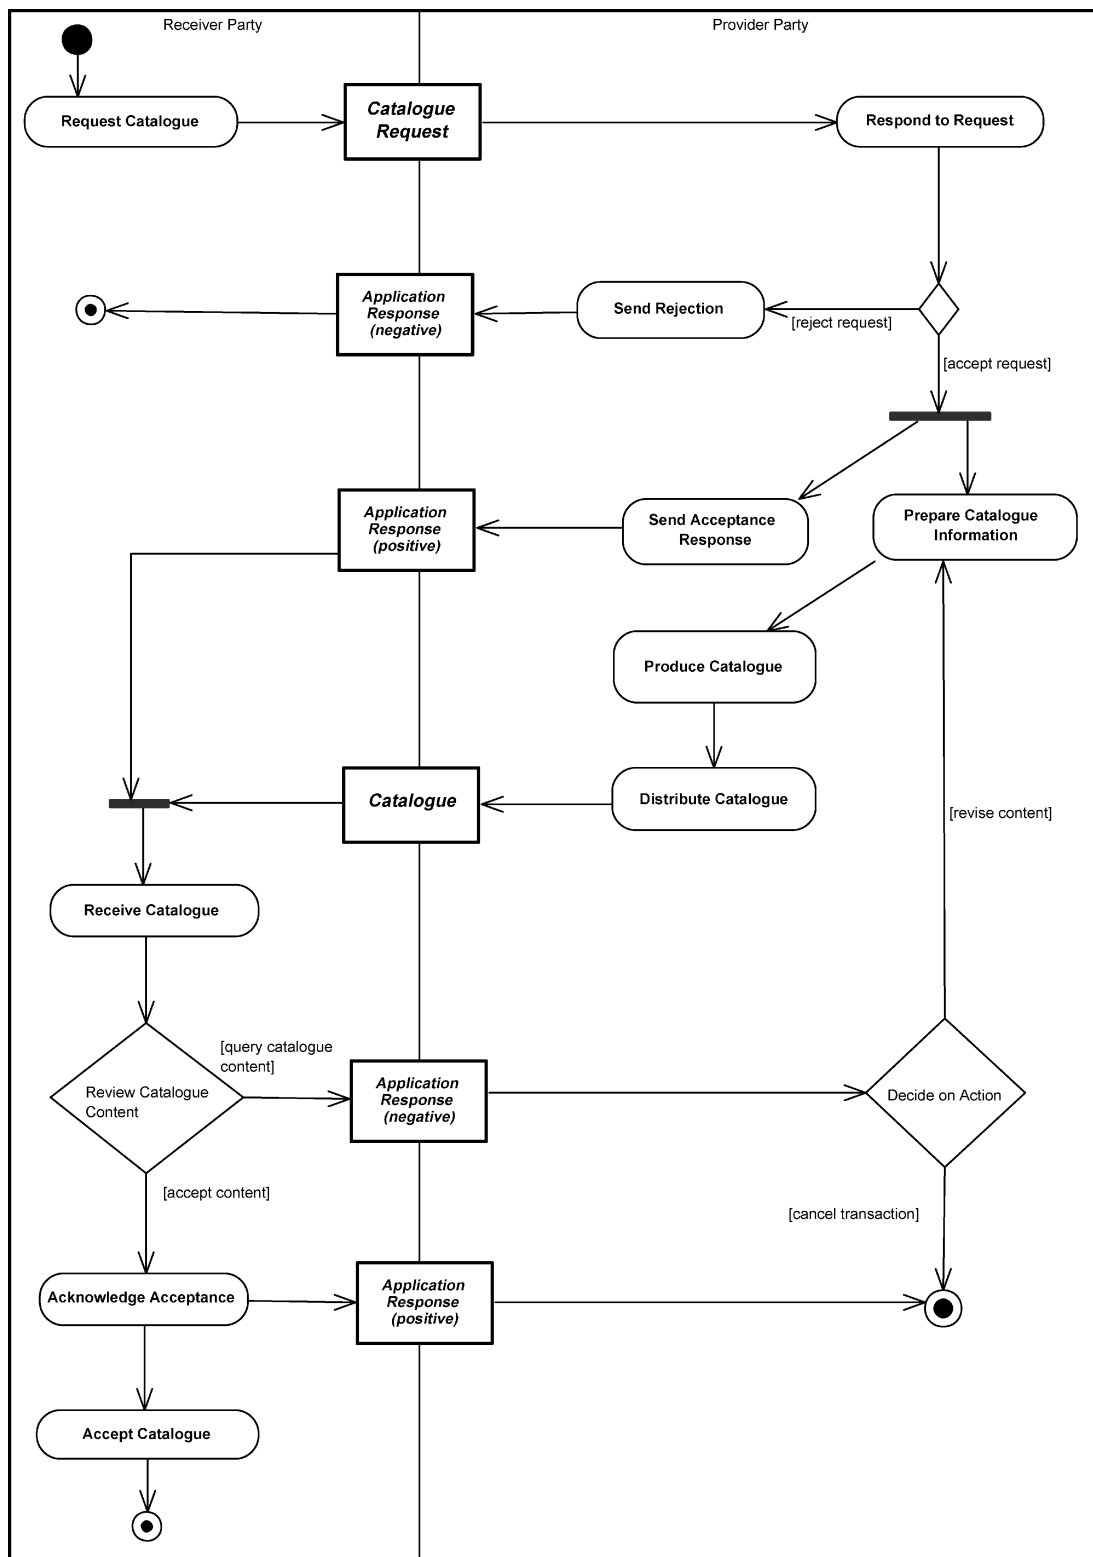 Receiver Party
Provider Party
Request Catalogue
Catalogue
Request
Respond to Request
Application
Response
(negative)
Send Rejection
[reject request]
[accept request]
Application
Response
(positive)
Send Acceptance
Response
Prepare Catalogue
Information
Produce Catalogue
Catalogue
Distribute Catalogue
[revise content]
Receive Catalogue
[query catalogue
content]
Review Catalogue
Content
Application
Response
(negative)
Decide on Action
[accept content]
[cancel transaction]
Acknowledge Acceptance
Application
Response
(positive)
Accept Catalogue